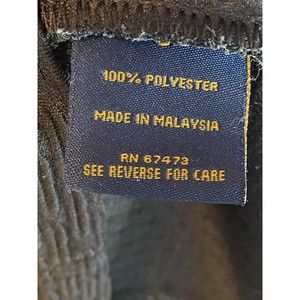 100% POLYESTER
MADE IN MALAYSIA
RN 67473
SEE REVERSE FOR CARE